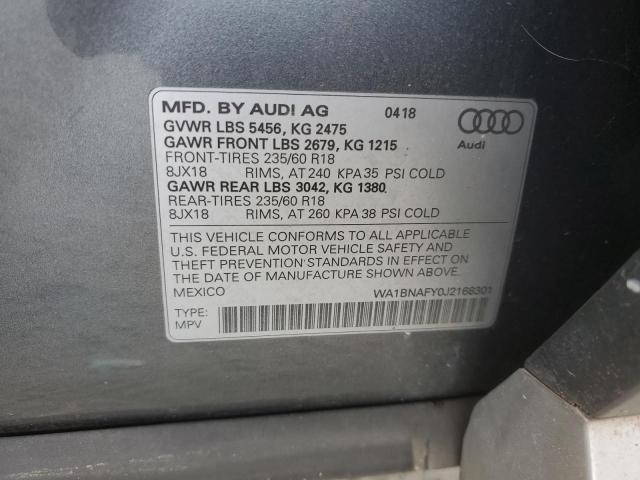 MFD. BY AUDI AG 0418
GVWR LBS 5456, KG 2475
GAWR FRONT LBS 2679, KG 1215
FRONT-TIRES 235/60 R18
8JX18 RIMS, AT 240 KPA 35 PSI COLD
GAWR REAR LBS 3042, KG 1380
REAR-TIRES 235/60 R18
8JX18 RIMS, AT 260 KPA 38 PSI COLD
Audi
THIS VEHICLE CONFORMS TO ALL APPLICABLE
U.S. FEDERAL MOTOR VEHICLE SAFETY AND
THEFT PREVENTION STANDARDS IN EFFECT ON
THE DATE OF MANUFACTURE SHOWN ABOVE.
MEXICO WA1BNAFY0J2168301
TYPE:
MPV